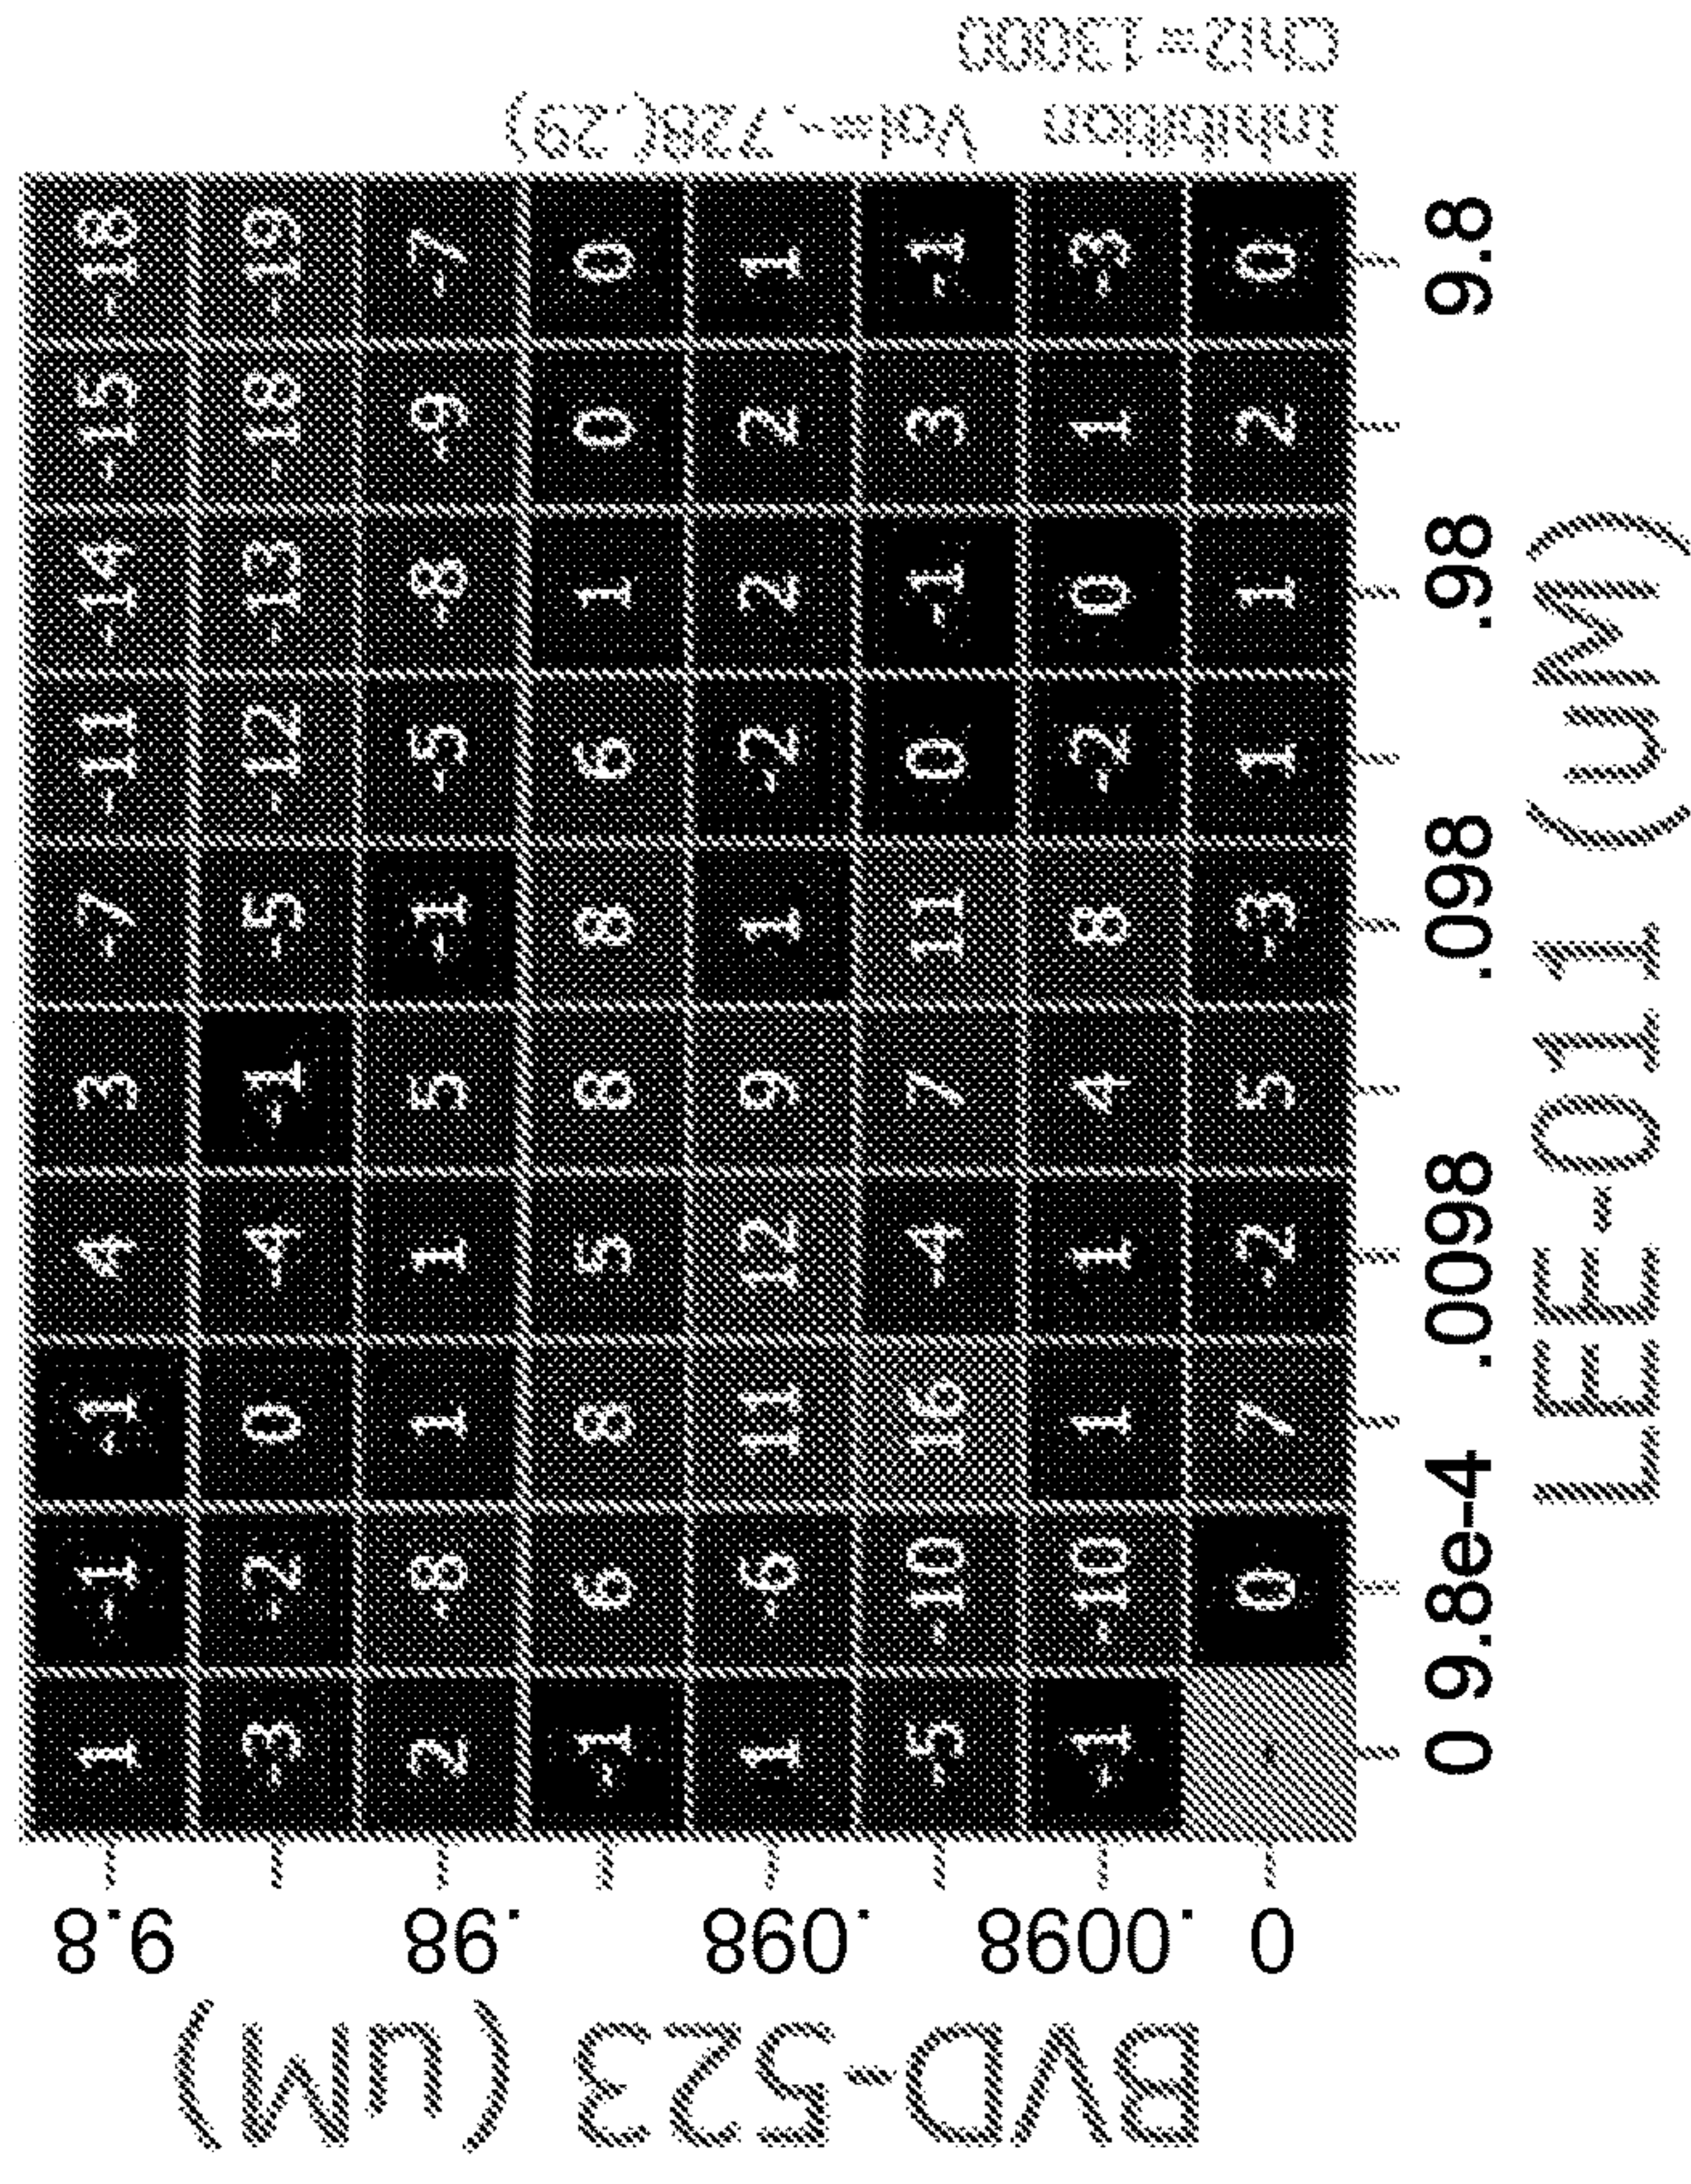 BVD-523 (uM)
9.8 1 -1 -1 4 3 -7 -11 -14 -15 -18
-3 -2 0 -4 -1 -5 -12 -13 -18 -19
.98 2 -8 1 1 5 -1 -5 -8 -9 -7
-1 6 8 5 8 8 6 1 0 0
.098 1 -6 11 12 9 1 -2 2 2 1
-5 -10 16 -4 7 11 0 -1 3 -1
.0098 -1 -10 1 1 4 8 -2 0 1 -3
0 0 7 -2 5 -3 1 1 2 0
0 9.8e-4 .0098 .098 .98 9.8
LEE-011 (uM)
Inhibition Vol=-.728(.29)
Chi2=13000